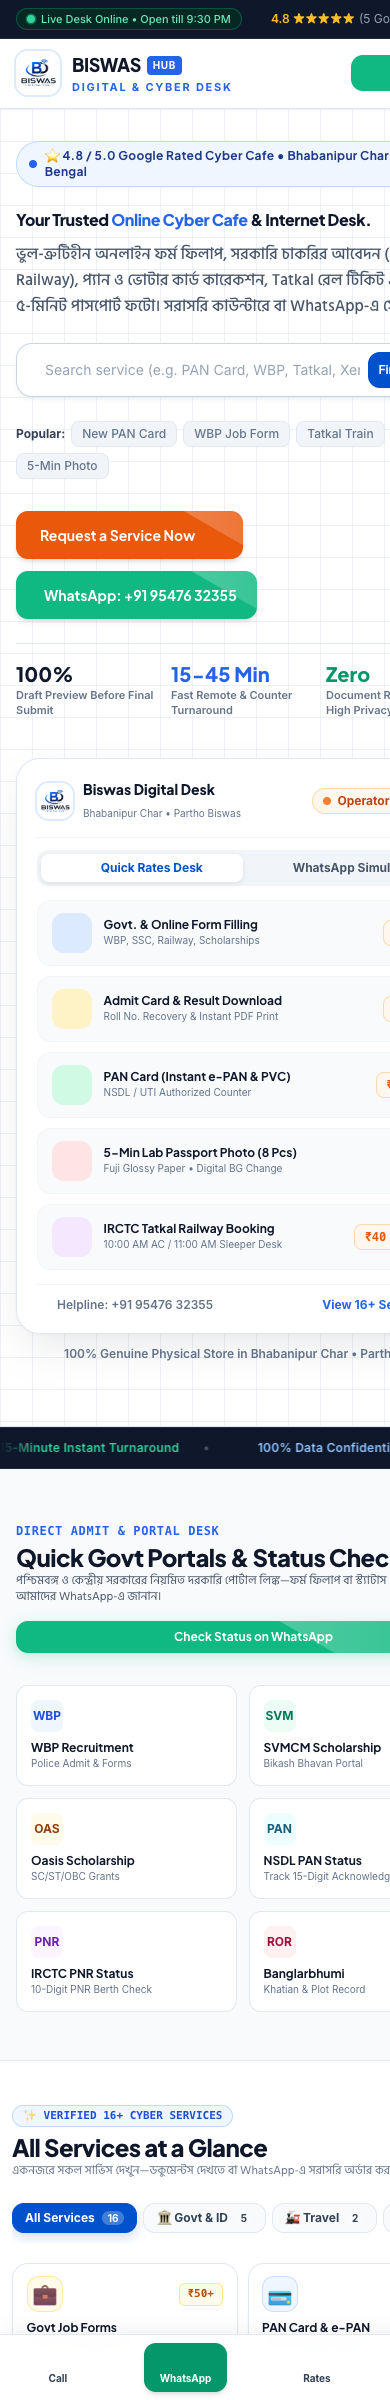 Live Desk Online • Open till 9:30 PM
4.8 ★★★★★ (5 Go
BISWAS HUB
DIGITAL & CYBER DESK
BISWAS
⭐ 4.8 / 5.0 Google Rated Cyber Cafe • Bhabanipur Char
Bengal
Your Trusted Online Cyber Cafe & Internet Desk.
ভুল-ত্রুটিহীন অনলাইন ফর্ম ফিলাপ, সরকারি চাকরির আবেদন (
Railway), প্যান ও ভোটার কার্ড কারেকশন, Tatkal রেল টিকিট
৫-মিনিট পাসপোর্ট ফটো। সরাসরি কাউন্টারে বা WhatsApp-এ
Search service (e.g. PAN Card, WBP, Tatkal, Xer
Fi
Popular:
New PAN Card
WBP Job Form
Tatkal Train
5-Min Photo
Request a Service Now
WhatsApp: +91 95476 32355
100%
Draft Preview Before Final
Submit
15-45 Min
Fast Remote & Counter
Turnaround
Zero
Document R
High Privacy
BISWAS
Biswas Digital Desk
Bhabanipur Char • Partho Biswas
Operator
Quick Rates Desk
WhatsApp Simul
Govt. & Online Form Filling
WBP, SSC, Railway, Scholarships
Admit Card & Result Download
Roll No. Recovery & Instant PDF Print
PAN Card (Instant e-PAN & PVC)
NSDL / UTI Authorized Counter
5-Min Lab Passport Photo (8 Pcs)
Fuji Glossy Paper • Digital BG Change
IRCTC Tatkal Railway Booking
10:00 AM AC / 11:00 AM Sleeper Desk
₹40
Helpline: +91 95476 32355
View 16+ Se
100% Genuine Physical Store in Bhabanipur Char • Parth
5-Minute Instant Turnaround
•
100% Data Confidenti
DIRECT ADMIT & PORTAL DESK
Quick Govt Portals & Status Chec
পশ্চিমবঙ্গ ও কেন্দ্রীয় সরকারের নিয়মিত দরকারি পোর্টাল লিঙ্ক—ফর্ম ফিলাপ বা স্ট্যাটাস
আমাদের WhatsApp-এ জানান।
Check Status on WhatsApp
WBP
WBP Recruitment
Police Admit & Forms
SVM
SVMCM Scholarship
Bikash Bhavan Portal
OAS
Oasis Scholarship
SC/ST/OBC Grants
PAN
NSDL PAN Status
Track 15-Digit Acknowledg
PNR
IRCTC PNR Status
10-Digit PNR Berth Check
ROR
Banglarbhumi
Khatian & Plot Record
✨ VERIFIED 16+ CYBER SERVICES
All Services at a Glance
একনজরে সকল সার্ভিস দেখুন—ডকুমেন্টস দেখতে বা WhatsApp-এ সরাসরি অর্ডার কর
All Services 16
Govt & ID 5
Travel 2
₹50+
Govt Job Forms
PAN Card & e-PAN
Call
WhatsApp
Rates